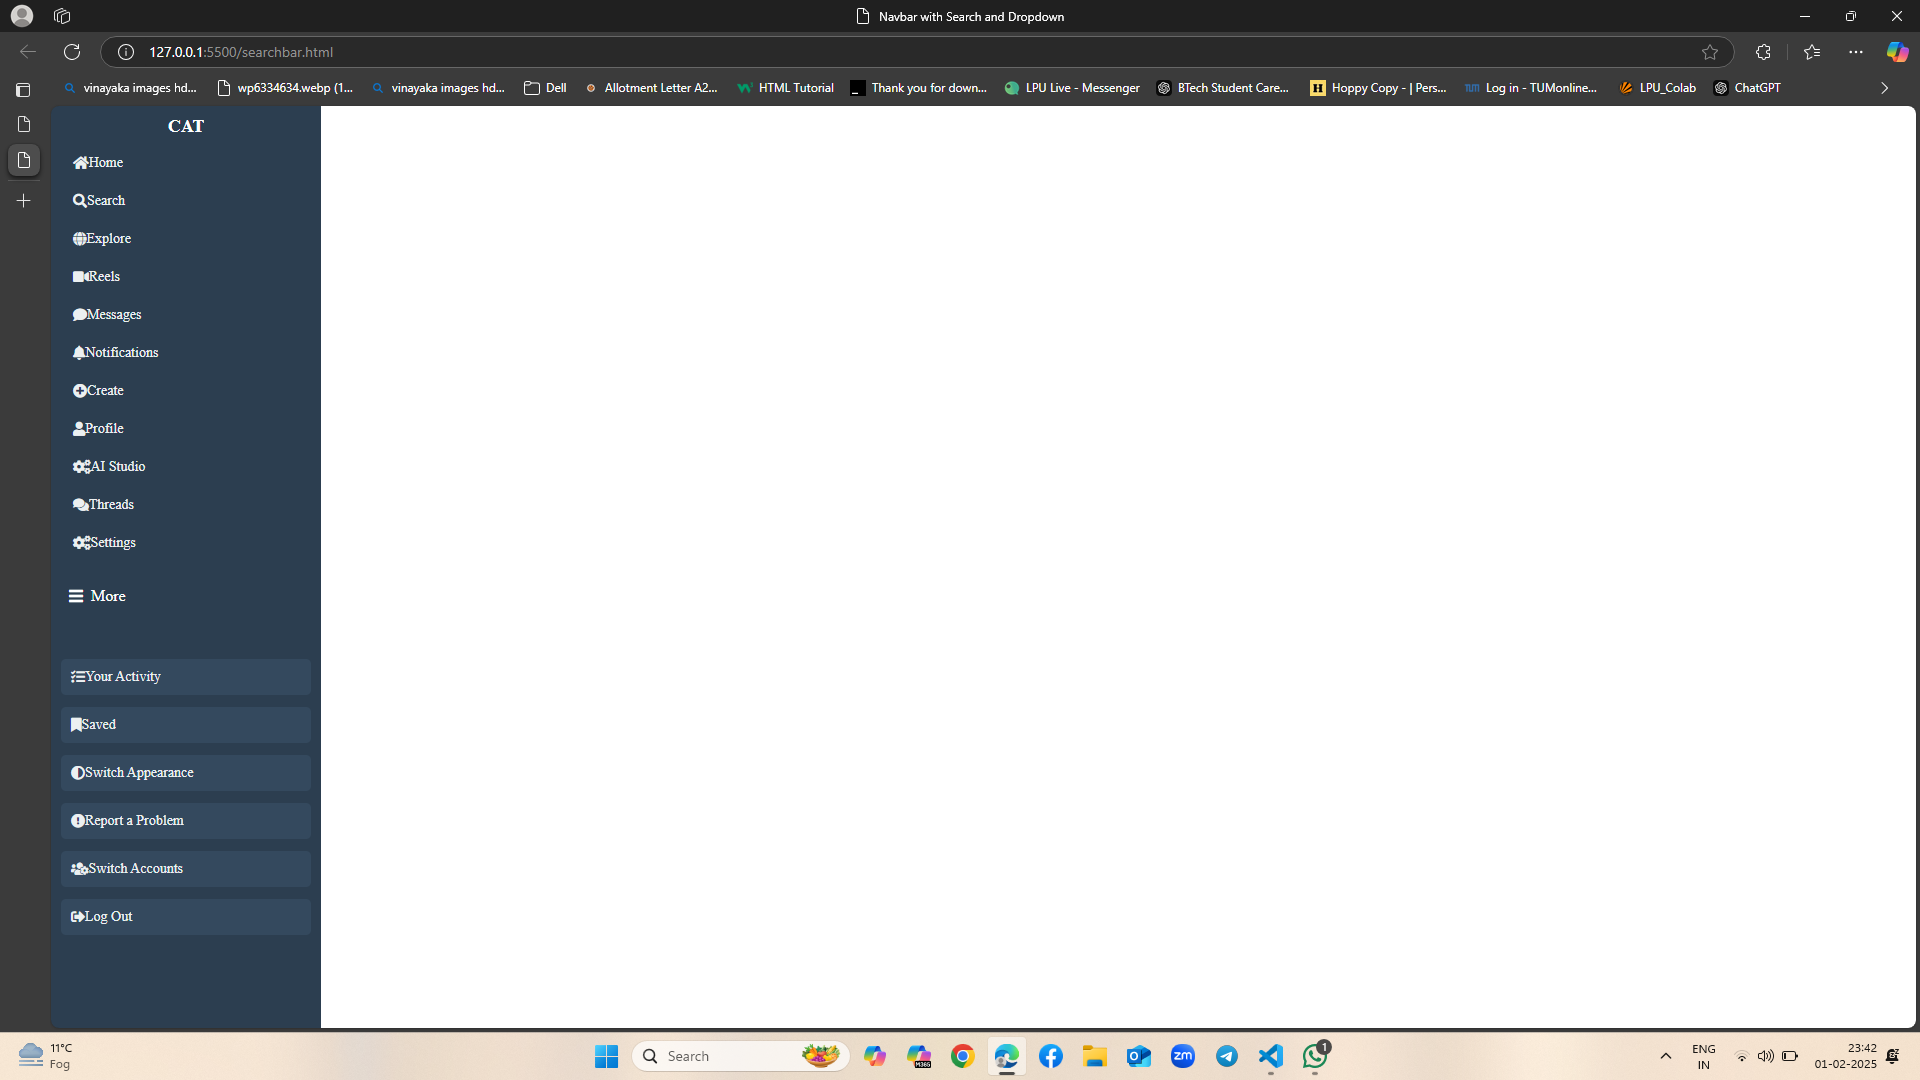 Navbar with Search and Dropdown
127.0.0.1:5500/searchbar.html
vinayaka images hd...
wp6334634.webp (1...
vinayaka images hd...
Dell
Allotment Letter A2...
HTML Tutorial
Thank you for down...
LPU Live - Messenger
BTech Student Care...
H
Hoppy Copy - | Pers...
TUM
Log in - TUMonline...
LPU_Colab
ChatGPT
CAT
Home
Search
Explore
Reels
Messages
Notifications
Create
Profile
AI Studio
Threads
Settings
More
Your Activity
Saved
Switch Appearance
Report a Problem
Switch Accounts
Log Out
11°C
Fog
Search
M365
zm
1
ENG
IN
23:42
01-02-2025